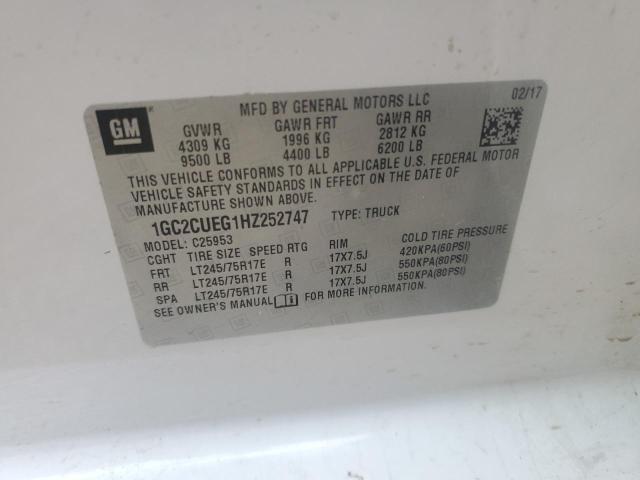 GM
MFD BY GENERAL MOTORS LLC 02/17
GVWR GAWR FRT GAWR RR
4309 KG 1996 KG 2812 KG
9500 LB 4400 LB 6200 LB
THIS VEHICLE CONFORMS TO ALL APPLICABLE U.S. FEDERAL MOTOR
VEHICLE SAFETY STANDARDS IN EFFECT ON THE DATE OF
MANUFACTURE SHOWN ABOVE.
1GC2CUEG1HZ252747 TYPE: TRUCK
MODEL: C25953
CGHT TIRE SIZE SPEED RTG RIM COLD TIRE PRESSURE
FRT LT245/75R17E R 17X7.5J 420KPA(60PSI)
RR LT245/75R17E R 17X7.5J 550KPA(80PSI)
SPA LT245/75R17E R 17X7.5J 550KPA(80PSI)
SEE OWNER'S MANUAL FOR MORE INFORMATION.